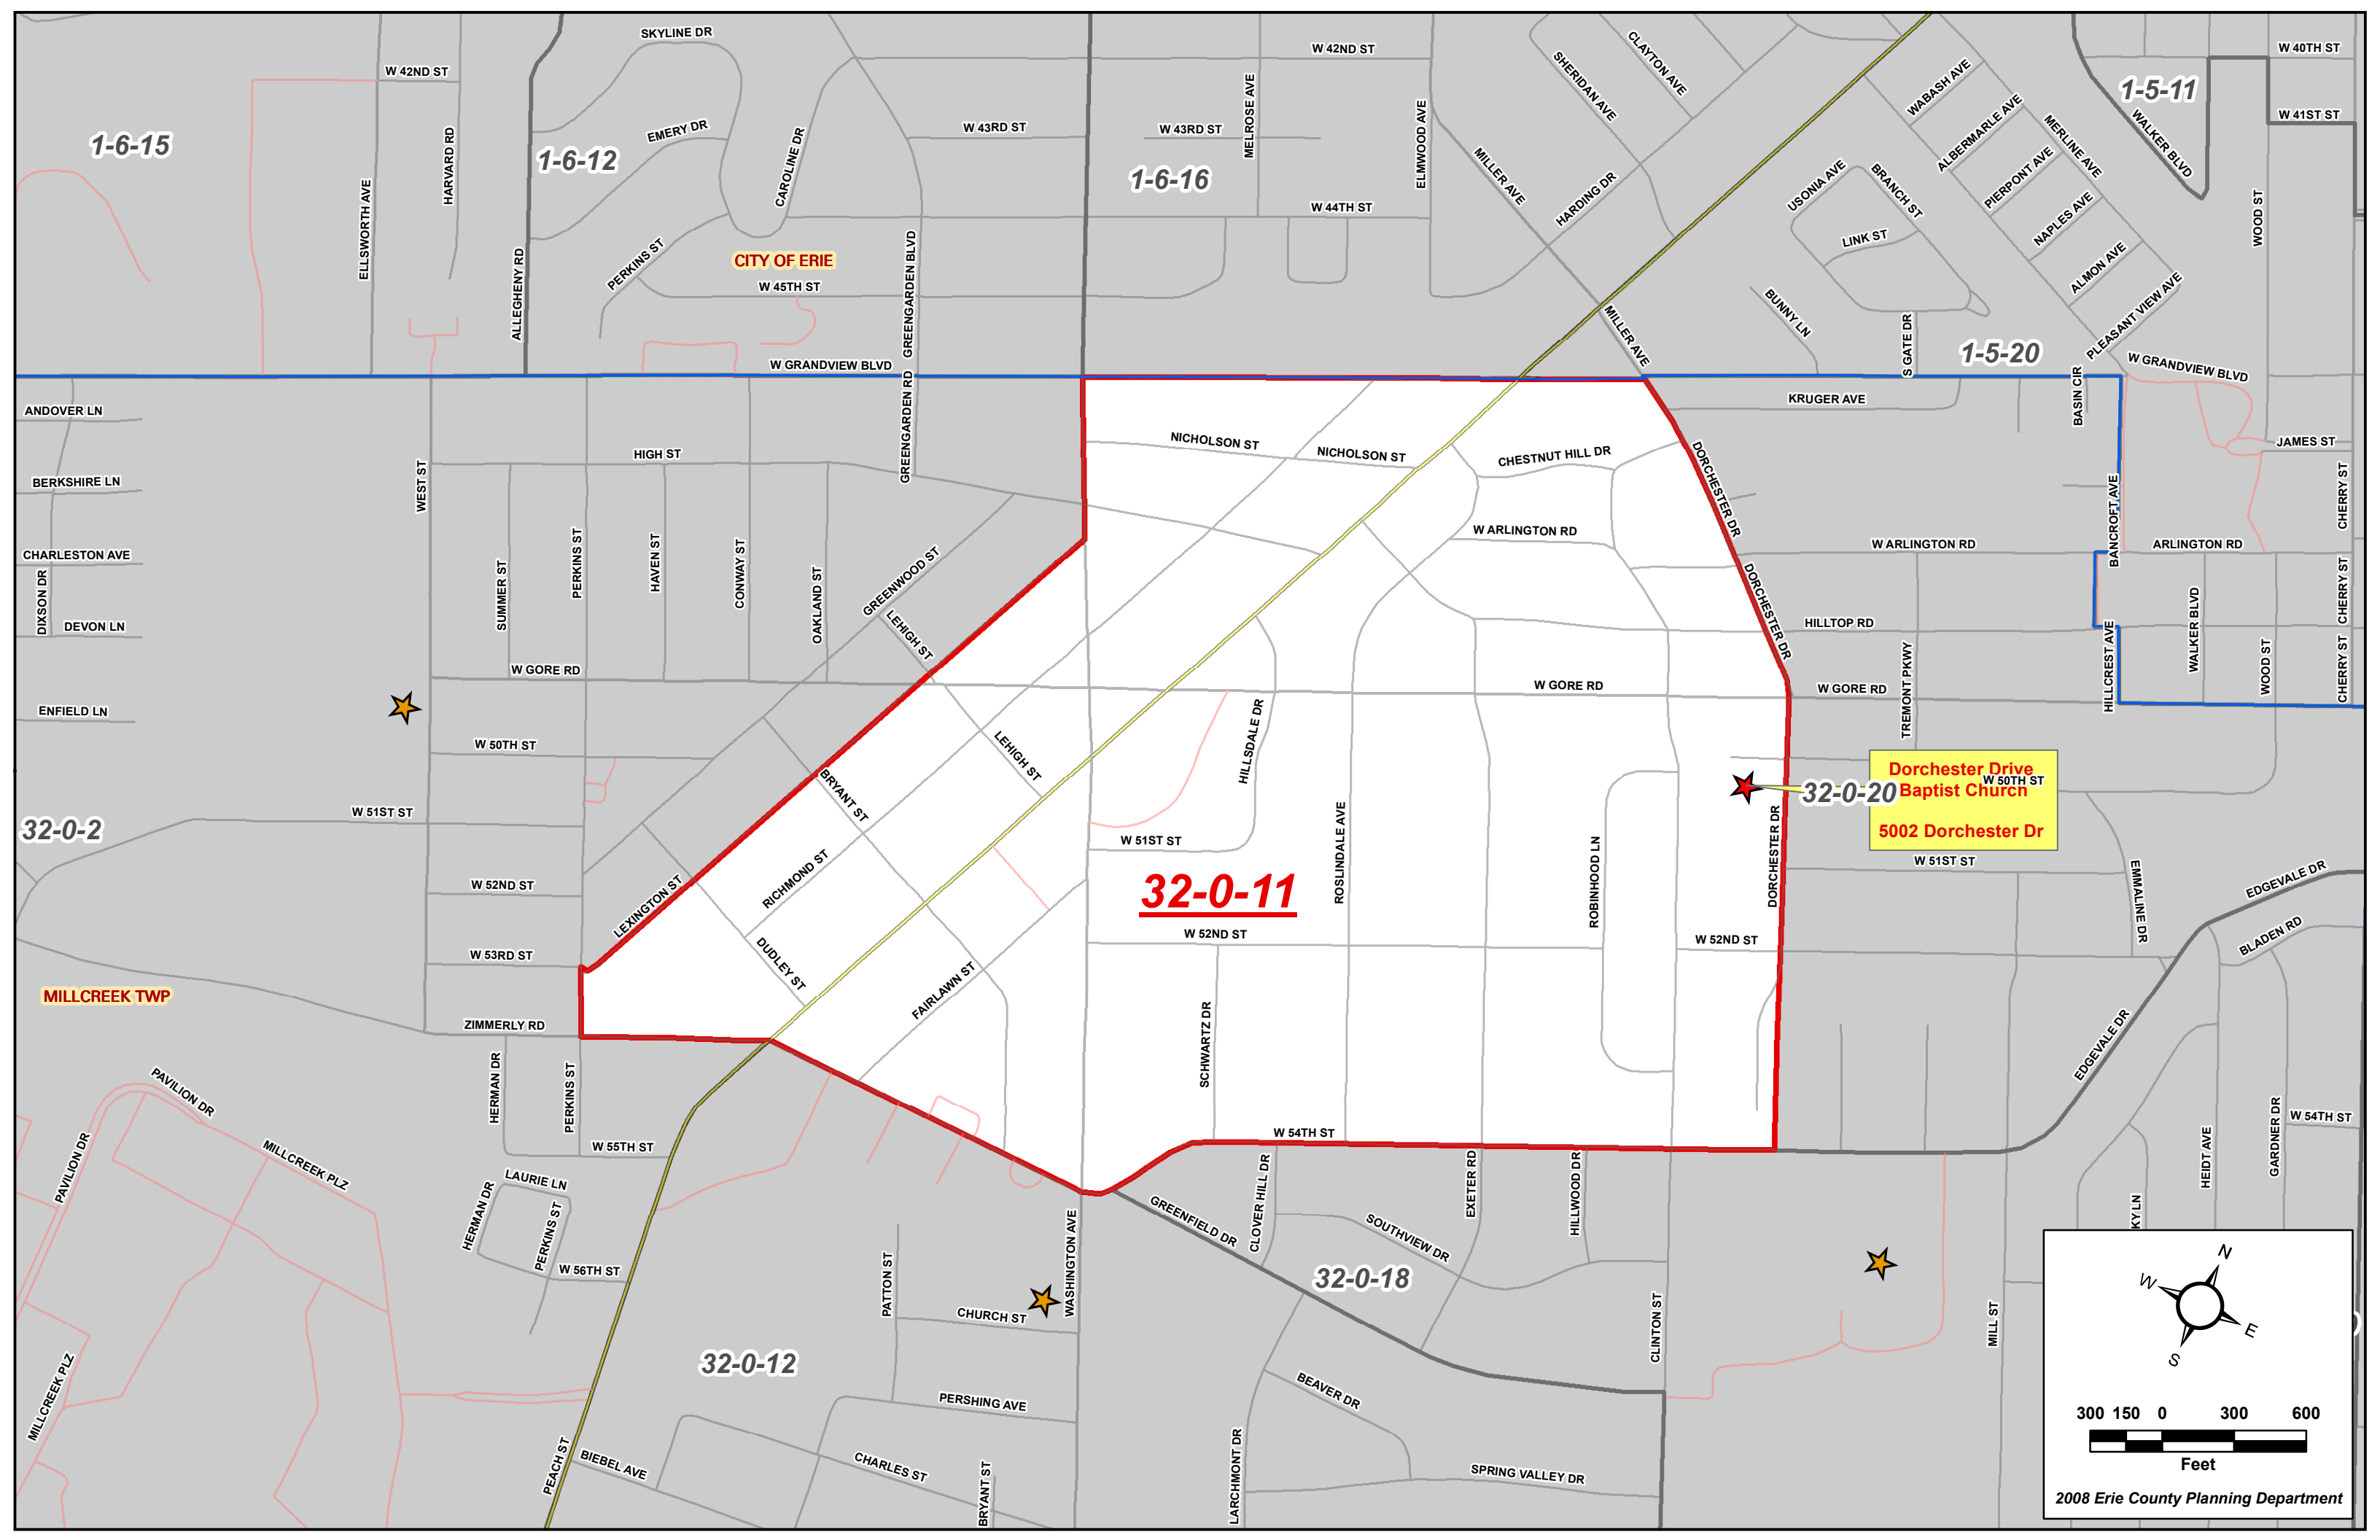 SKYLINE DR
W 42ND ST
W 40TH ST
W 42ND ST
CLAYTON AVE
SHERIDAN AVE
WABASH AVE
1-5-11
W 41ST ST
1-6-15
HARVARD RD
EMERY DR
1-6-12
CAROLINE DR
W 43RD ST
W 43RD ST
MELROSE AVE
ELMWOOD AVE
1-6-16
MILLER AVE
HARDING DR
ALBERMARLE AVE
MERLINE AVE
WALKER BLVD
PIERPONT AVE
USONIA AVE
BRANCH ST
NAPLES AVE
LINK ST
WOOD ST
ELLSWORTH AVE
ALLEGHENY RD
PERKINS ST
CITY OF ERIE
W 44TH ST
GREENGARDEN BLVD
W 45TH ST
ALMON AVE
BUNNY LN
S GATE DR
PLEASANT VIEW AVE
MILLER AVE
1-5-20
W GRANDVIEW BLVD
W GRANDVIEW BLVD
GREENGARDEN RD
BASIN CIR
ANDOVER LN
KRUGER AVE
HIGH ST
NICHOLSON ST
NICHOLSON ST
CHESTNUT HILL DR
DORCHESTER DR
JAMES ST
WEST ST
BERKSHIRE LN
CHERRY ST
BANCROFT AVE
W ARLINGTON RD
W ARLINGTON RD
ARLINGTON RD
CHARLESTON AVE
DIXSON DR
SUMMER ST
PERKINS ST
HAVEN ST
CONWAY ST
OAKLAND ST
GREENWOOD ST
LEHIGH ST
DORCHESTER DR
CHERRY ST
DEVON LN
HILLTOP RD
WALKER BLVD
W GORE RD
W GORE RD
W GORE RD
TREMONT PKWY
HILLCREST AVE
WOOD ST
CHERRY ST
ENFIELD LN
W 50TH ST
LEHIGH ST
HILLSDALE DR
BRYANT ST
Dorchester Drive
W 50TH ST
Baptist Church
5002 Dorchester Dr
32-0-20
W 51ST ST
32-0-2
W 51ST ST
ROSLINDALE AVE
ROBINHOOD LN
DORCHESTER DR
W 51ST ST
RICHMOND ST
32-0-11
W 52ND ST
LEXINGTON ST
EMMALINE DR
EDGEVALE DR
W 52ND ST
W 52ND ST
BLADEN RD
W 53RD ST
DUDLEY ST
FAIRLAWN ST
MILLCREEK TWP
ZIMMERLY RD
SCHWARTZ DR
EDGEVALE DR
PAVILION DR
HERMAN DR
PERKINS ST
W 54TH ST
W 54TH ST
GARDNER DR
HEIDT AVE
W 55TH ST
PAVILION DR
MILLCREEK PLZ
LAURIE LN
HERMAN DR
PERKINS ST
GREENFIELD DR
CLOVER HILL DR
SOUTHVIEW DR
EXETER RD
HILLWOOD DR
KY LN
WASHINGTON AVE
W 56TH ST
PATTON ST
32-0-18
CHURCH ST
CLINTON ST
MILL ST
32-0-12
PERSHING AVE
BEAVER DR
MILLCREEK PLZ
PEACH ST
BIEBEL AVE
CHARLES ST
BRYANT ST
LARCHMONT DR
SPRING VALLEY DR
N
W
E
S
300 150 0 300 600
Feet
2008 Erie County Planning Department